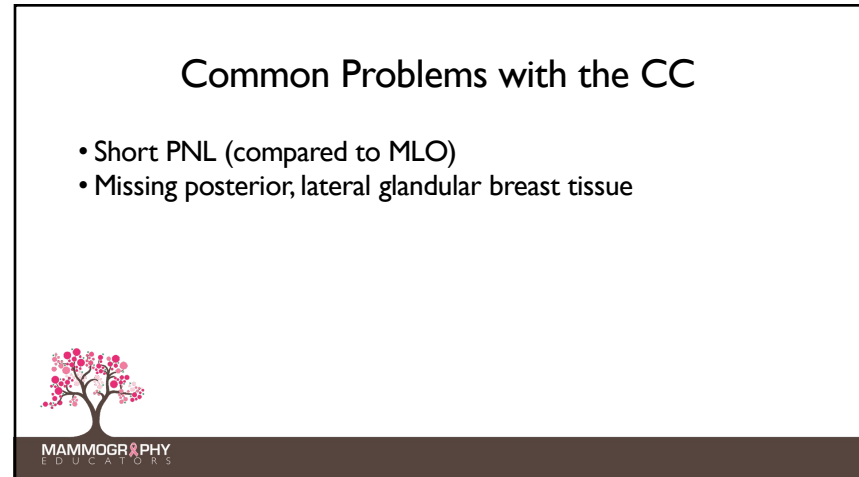 Common Problems with the CC
• Short PNL (compared to MLO)
• Missing posterior, lateral glandular breast tissue
MAMMOGRAPHY
EDUCATORS